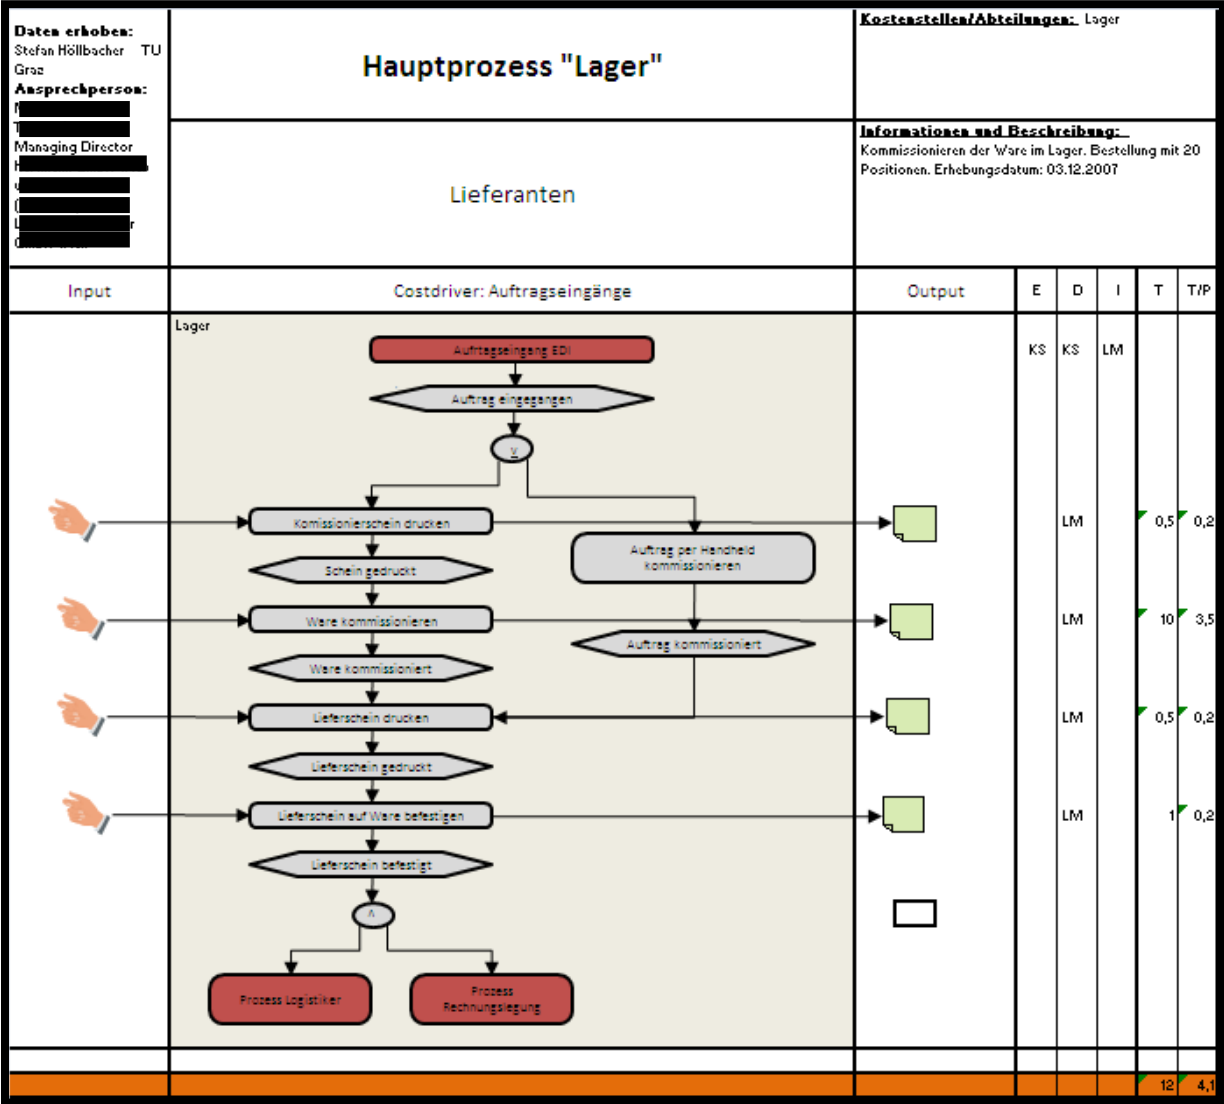 Daten erhoben:
Stefan Höllbacher TU
Graz
Ansprechperson:
Managing Director
Hauptprozess "Lager"
Lieferanten
Kostenstellen/Abteilungen: Lager
Informationen und Beschreibung:
Kommissionieren der Ware im Lager. Bestellung mit 20
Positionen. Erhebungsdatum: 03.12.2007
Input
Costdriver: Auftragseingänge
Output
E
D
I
T
T/P
Lager
Aufrtagseingang EDI
KS
KS
LM
Auftrag eingegangen
v
Komissionierschein drucken
LM
0,5
0,2
Auftrag per Handheld
kommissionieren
Schein gedruckt
Ware kommissionieren
LM
10
3,5
Auftrag kommissioniert
Ware kommissioniert
Lieferschein drucken
LM
0,5
0,2
Lieferschein gedruckt
Lieferschein auf Ware befestigen
LM
1
0,2
Lieferschein befestigt
^
Prozess Logistiker
Prozess
Rechnungslegung
12
4,1